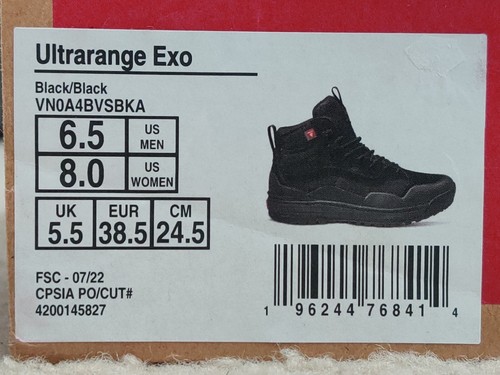 Ultrarange Exo
Black/Black
VN0A4BVSBKA
6.5 US MEN
8.0 US WOMEN
UK EUR CM
5.5 38.5 24.5
FSC - 07/22
CPSIA PO/CUT#
4200145827
1 96244 76841 4